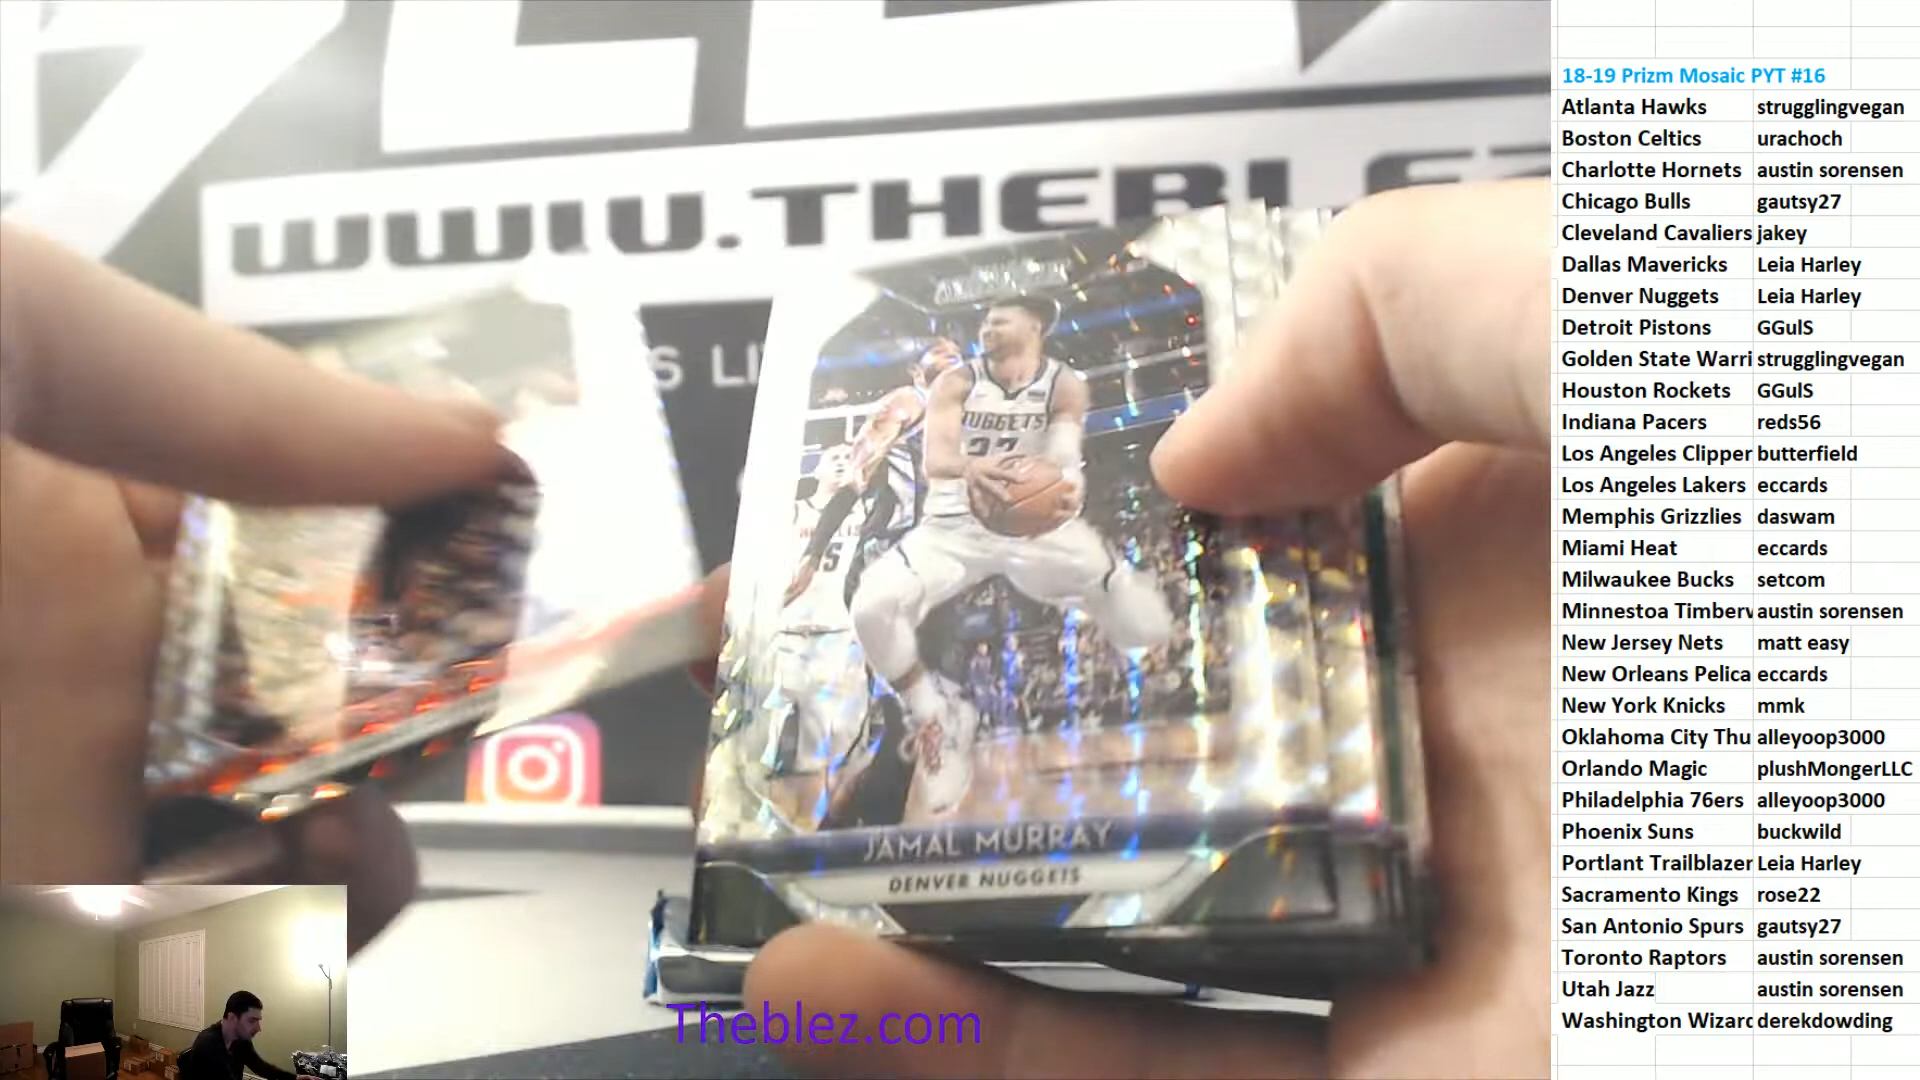 WWW.THEBLEZ
S LI
NUGGETS
27
JAMAL MURRAY
DENVER NUGGETS
Theblez.com
18-19 Prizm Mosaic PYT #16
Atlanta Hawks strugglingvegan
Boston Celtics urachoch
Charlotte Hornets austin sorensen
Chicago Bulls gautsy27
Cleveland Cavaliers jakey
Dallas Mavericks Leia Harley
Denver Nuggets Leia Harley
Detroit Pistons GGulS
Golden State Warri strugglingvegan
Houston Rockets GGulS
Indiana Pacers reds56
Los Angeles Clipper butterfield
Los Angeles Lakers eccards
Memphis Grizzlies daswam
Miami Heat eccards
Milwaukee Bucks setcom
Minnestoa Timberv austin sorensen
New Jersey Nets matt easy
New Orleans Pelica eccards
New York Knicks mmk
Oklahoma City Thu alleyoop3000
Orlando Magic plushMongerLLC
Philadelphia 76ers alleyoop3000
Phoenix Suns buckwild
Portlant Trailblazer Leia Harley
Sacramento Kings rose22
San Antonio Spurs gautsy27
Toronto Raptors austin sorensen
Utah Jazz austin sorensen
Washington Wizard derekdowding